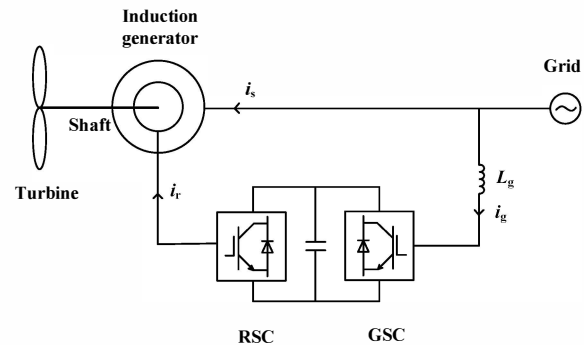 Induction
generator
Grid
i_s
Shaft
L_g
Turbine
i_r
i_g
RSC
GSC